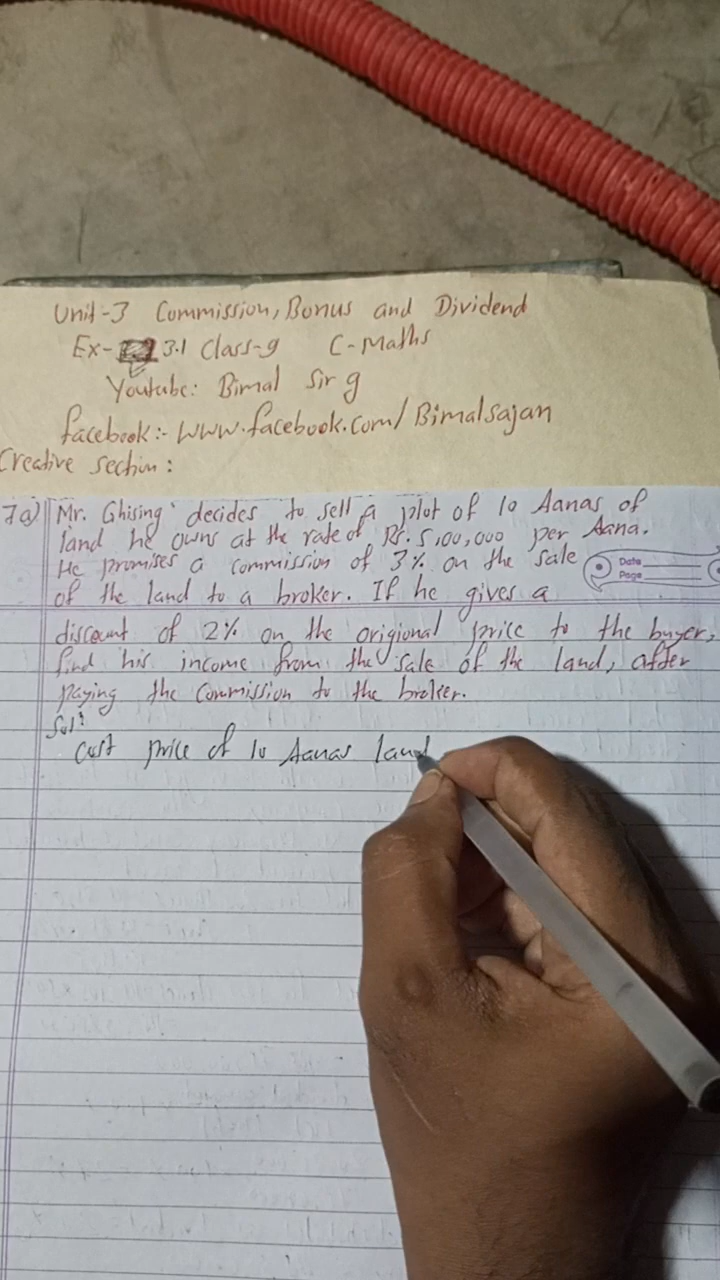 Unit-3 Commission, Bonus and Dividend
Ex- 3.1 Class-9 C-Maths
Youtube: Bimal Sir g
facebook:- www.facebook.com/Bimalsajan
Creative section:
7a) Mr. Ghising decides to sell a plot of 10 Aanas of
land he owns at the rate of Rs. 5,00,000 per Aana.
He promises a commission of 3% on the sale
Date
Page
of the land to a broker. If he gives a
discount of 2% on the origional price to the buyer,
find his income from the sale of the land, after
paying the commission to the broker.
Solⁿ
Cost price of 10 Aanas land